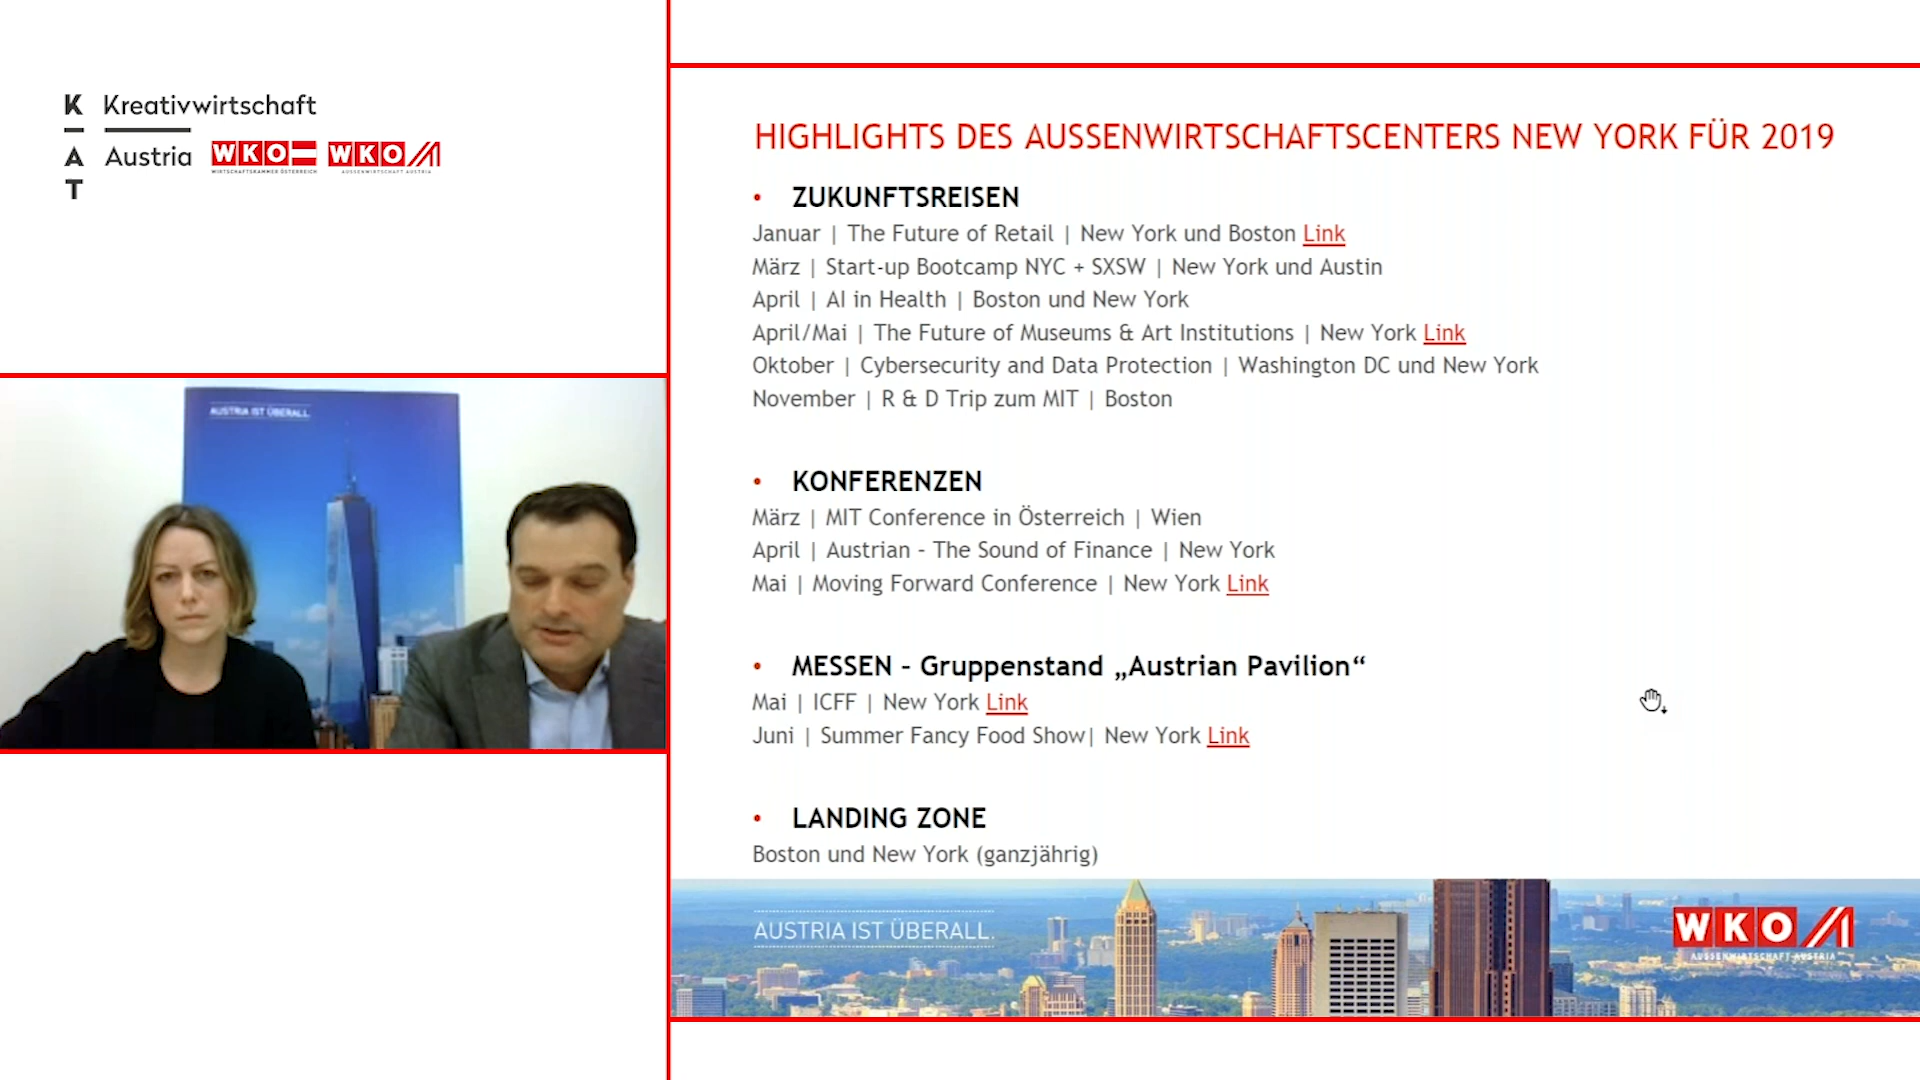 K Kreativwirtschaft
A Austria WKO WKO
T
WIRTSCHAFTSKAMMER ÖSTERREICH AUSSENWIRTSCHAFT AUSTRIA
AUSTRIA IST ÜBERALL.
HIGHLIGHTS DES AUSSENWIRTSCHAFTSCENTERS NEW YORK FÜR 2019
• ZUKUNFTSREISEN
Januar | The Future of Retail | New York und Boston Link
März | Start-up Bootcamp NYC + SXSW | New York und Austin
April | AI in Health | Boston und New York
April/Mai | The Future of Museums & Art Institutions | New York Link
Oktober | Cybersecurity and Data Protection | Washington DC und New York
November | R & D Trip zum MIT | Boston
• KONFERENZEN
März | MIT Conference in Österreich | Wien
April | Austrian - The Sound of Finance | New York
Mai | Moving Forward Conference | New York Link
• MESSEN – Gruppenstand „Austrian Pavilion“
Mai | ICFF | New York Link
Juni | Summer Fancy Food Show| New York Link
• LANDING ZONE
Boston und New York (ganzjährig)
AUSTRIA IST ÜBERALL.
WKO
AUSSENWIRTSCHAFT AUSTRIA